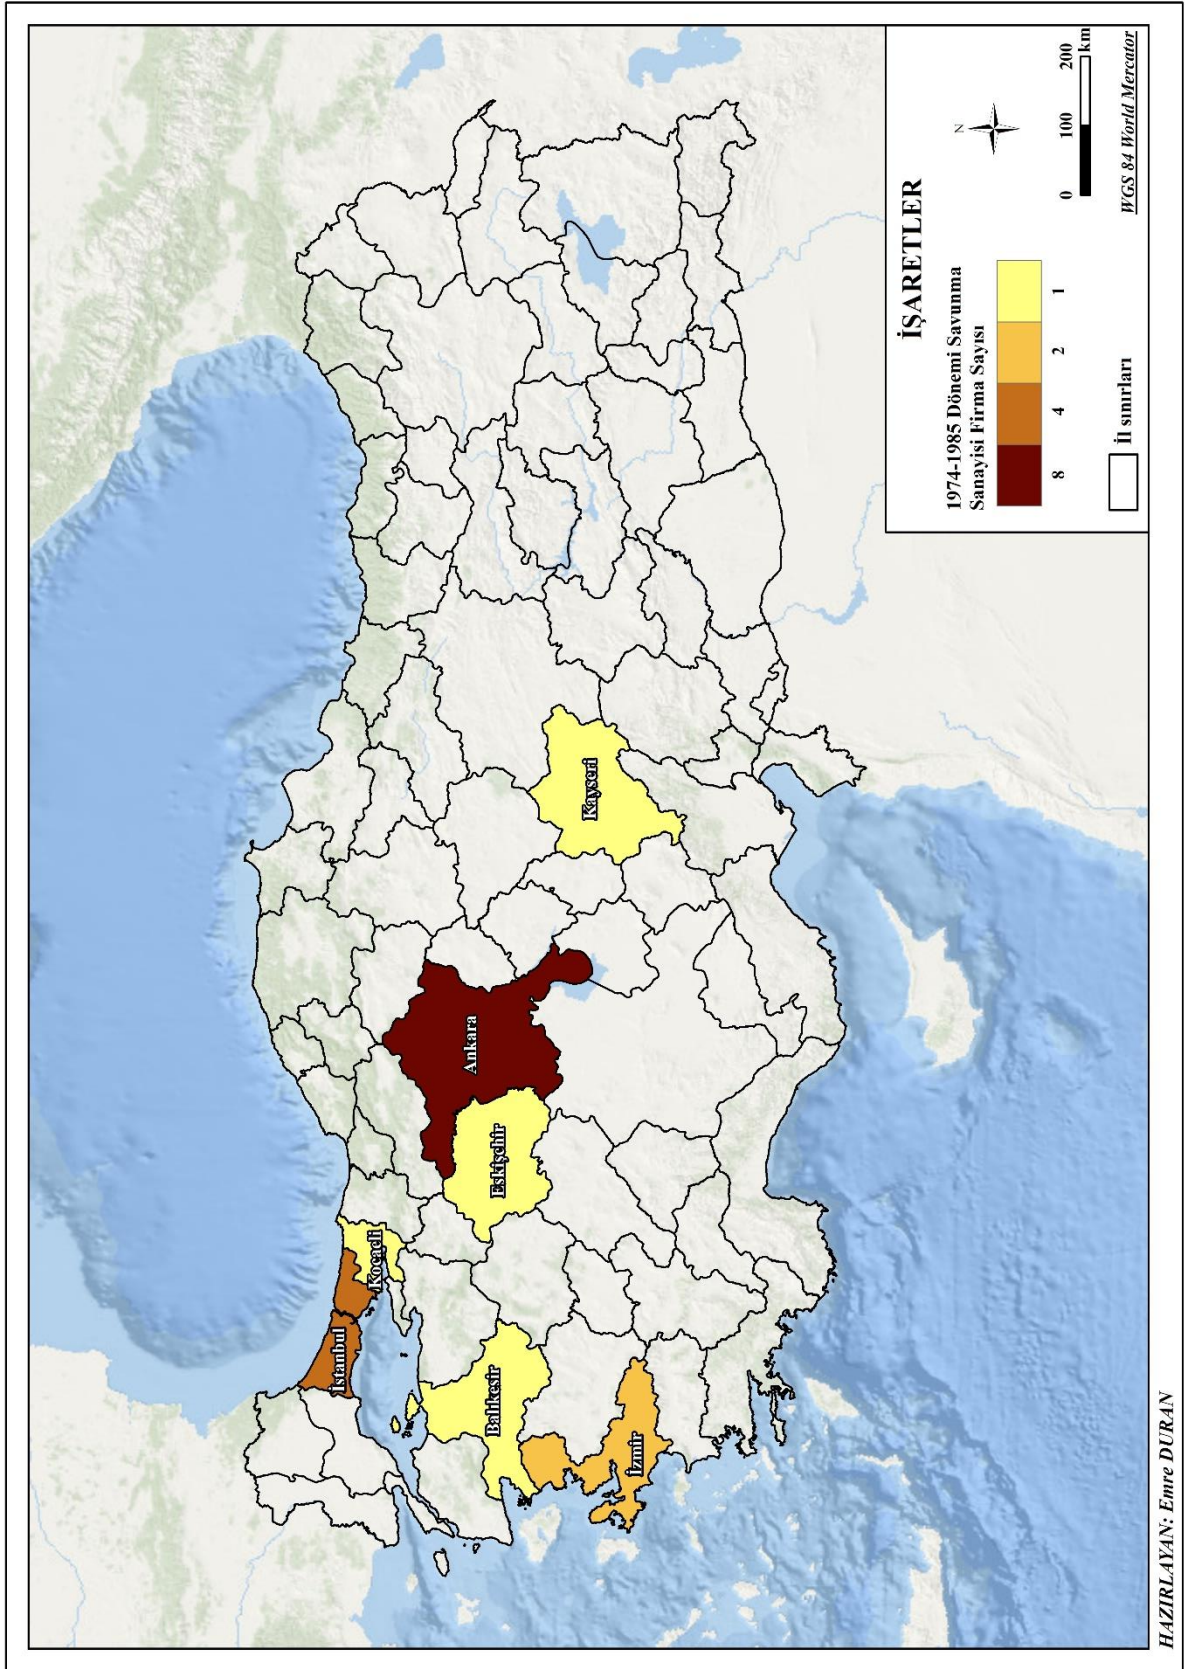 İstanbul
Kocaeli
Ankara
Eskişehir
Balıkesir
Kayseri
İzmir
İŞARETLER
1974-1985 Dönemi Savunma
Sanayisi Firma Sayısı
8
4
2
1
İl sınırları
N
0
100
200
km
WGS 84 World Mercator
HAZIRLAYAN: Emre DURAN